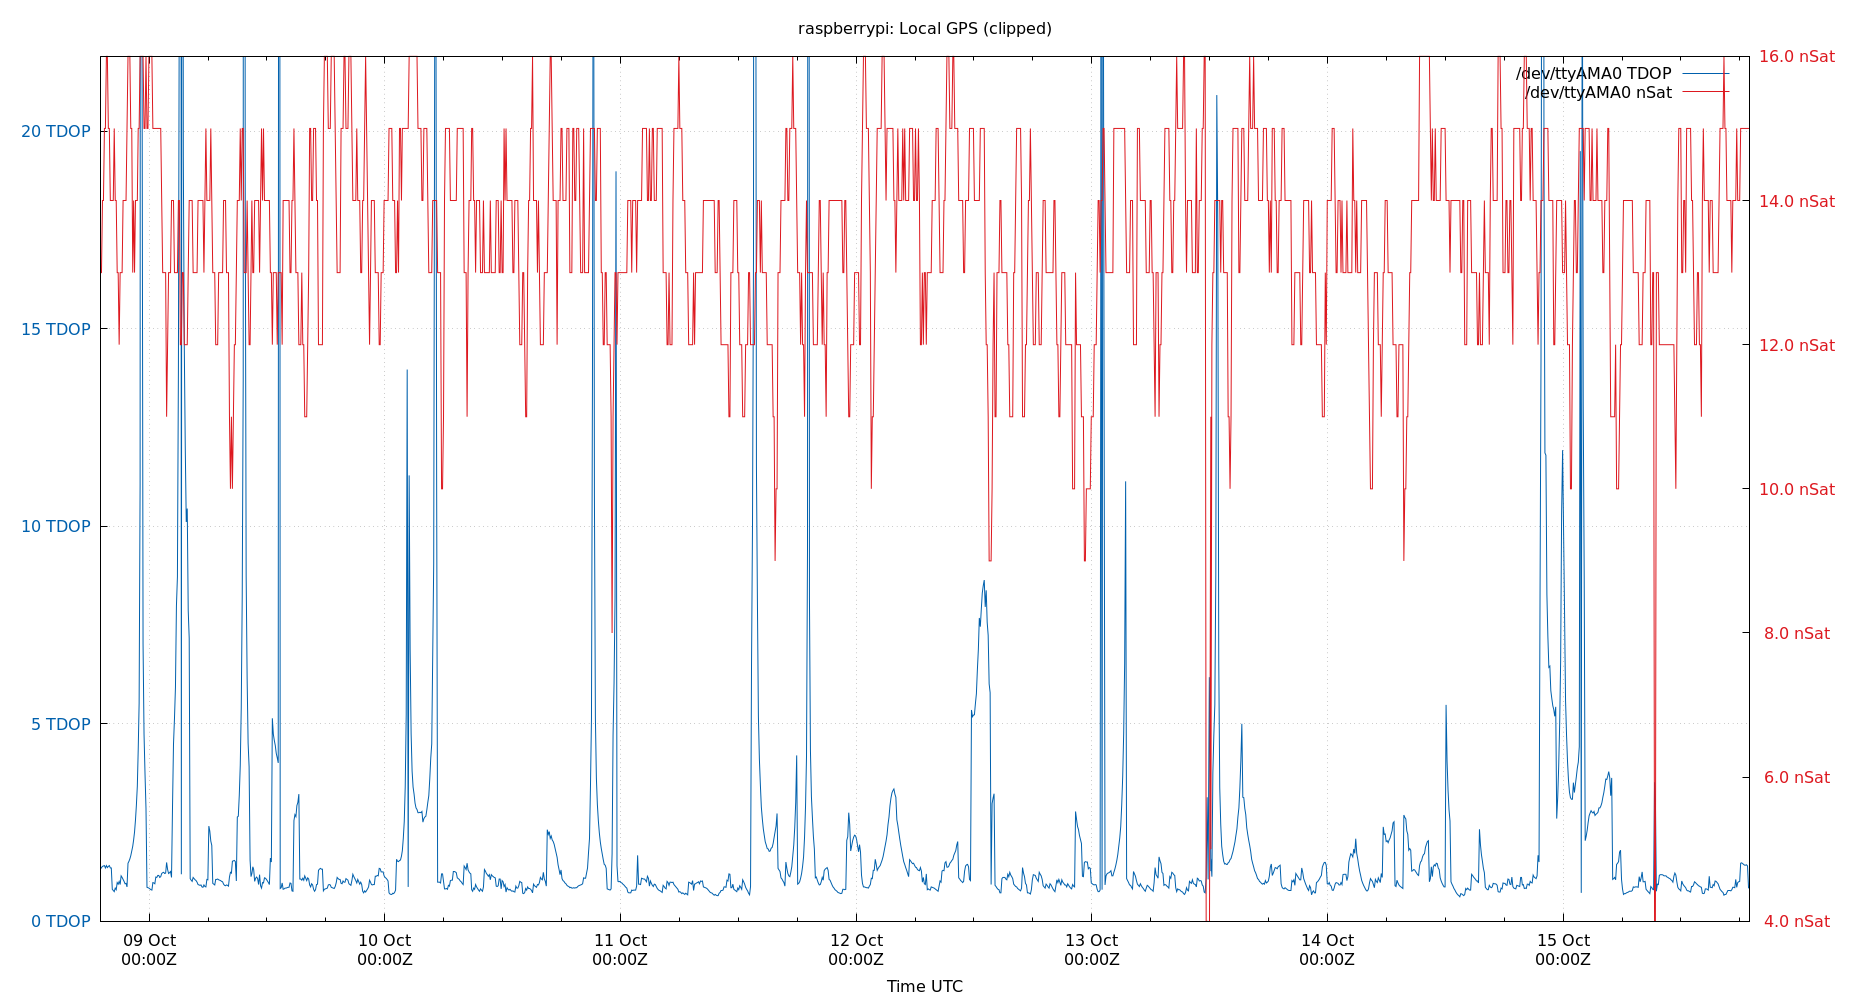 raspberrypi: Local GPS (clipped)
16.0 nSat
/dev/ttyAMA0 TDOP
/dev/ttyAMA0 nSat
20 TDOP
14.0 nSat
15 TDOP
12.0 nSat
10 TDOP
10.0 nSat
8.0 nSat
5 TDOP
6.0 nSat
0 TDOP
4.0 nSat
09 Oct
00:00Z
10 Oct
00:00Z
11 Oct
00:00Z
12 Oct
00:00Z
13 Oct
00:00Z
14 Oct
00:00Z
15 Oct
00:00Z
Time UTC